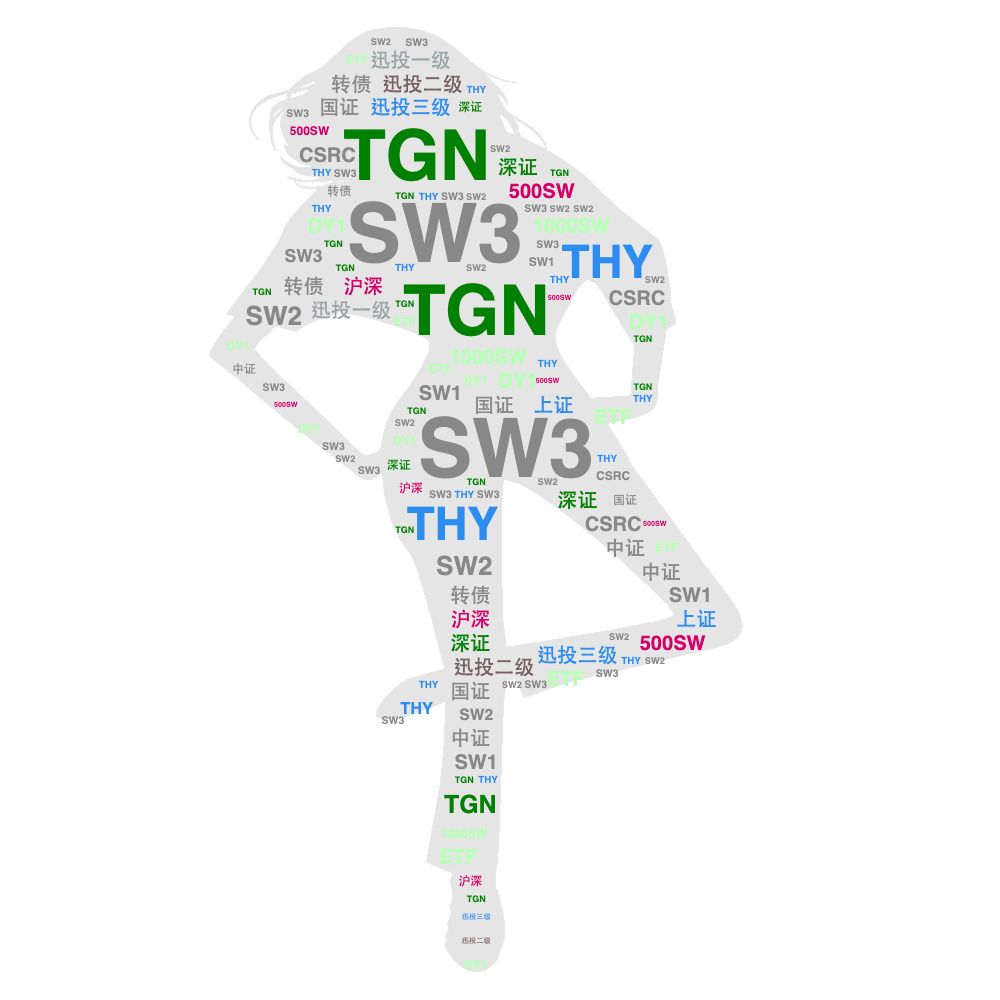 SW2 SW3
ETF 迅投一级
转债 迅投二级 THY
SW3 国证 迅投三级 深证
500SW
TGN
CSRC SW2
THY SW3 深证 TGN
转债 500SW
TGN THY SW3 SW2
THY SW3 SW2 SW2
DY1 SW3 1000SW
TGN SW3
SW3 SW1 THY
TGN THY SW2
THY SW2
转债 沪深
TGN 500SW CSRC
TGN
迅投一级 TGN
SW2 ETF DY1
TGN
DY1
1000SW
中证 ETF THY
DY1 DY1 500SW
SW3 SW1 TGN
500SW 国证 上证 THY
TGN ETF
SW2
DY1 DY1
SW3
SW3
SW2 深证 THY
SW3 CSRC
TGN SW2
沪深 SW3 THY SW3
深证 国证
THY
TGN CSRC 500SW
中证 ETF
SW2 中证
转债 SW1
沪深 上证
深证 SW2 500SW
迅投三级 THY SW2
迅投二级 ETF SW3
THY 国证 SW2 SW3
THY SW2
SW3
中证
SW1
TGN THY
TGN
1000SW
ETF
沪深
TGN
迅投三级
迅投二级
DY1